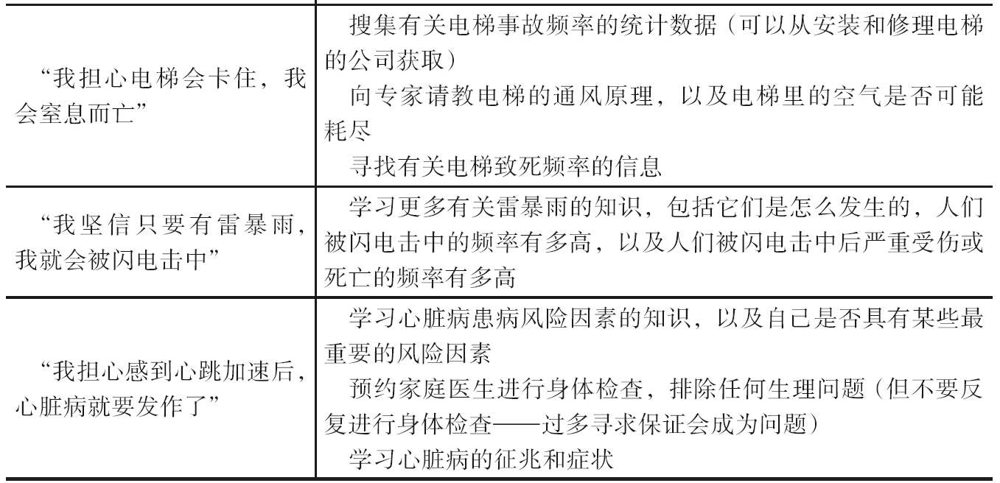 “我担心电梯会卡住，我
会窒息而亡”
搜集有关电梯事故频率的统计数据（可以从安装和修理电梯
的公司获取）
向专家请教电梯的通风原理，以及电梯里的空气是否可能
耗尽
寻找有关电梯致死频率的信息
“我坚信只要有雷暴雨，
我就会被闪电击中”
学习更多有关雷暴雨的知识，包括它们是怎么发生的，人们
被闪电击中的频率有多高，以及人们被闪电击中后严重受伤或
死亡的频率有多高
“我担心感到心跳加速后，
心脏病就要发作了”
学习心脏病患病风险因素的知识，以及自己是否具有某些最
重要的风险因素
预约家庭医生进行身体检查，排除任何生理问题（但不要反
复进行身体检查——过多寻求保证会成为问题）
学习心脏病的征兆和症状